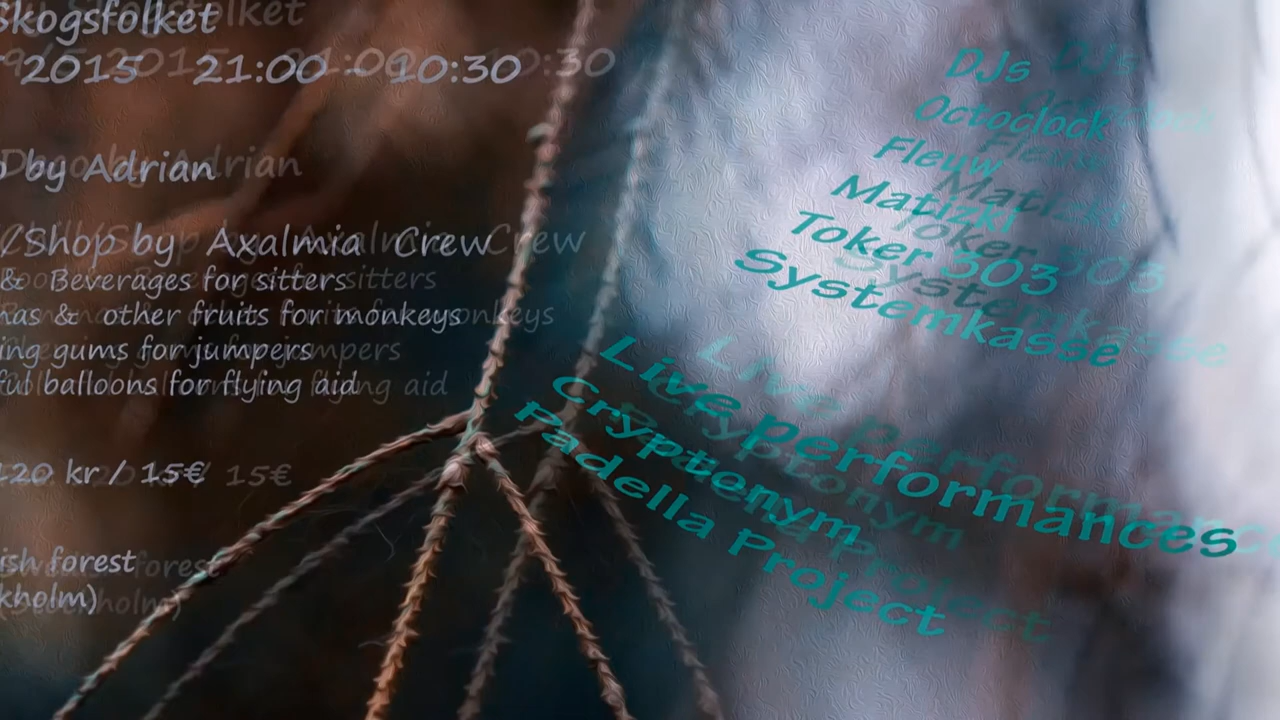 Skogsfolket
2015 21:00 - 10:30
by Adrian
/Shop by Axalmia Crew
& Beverages for sitters
nas & other fruits for monkeys
ing gums for jumpers
ful balloons for flying aid
120 kr / 15€
ish forest
kholm)
DJs
Octoclock
Fleuw
Matizki
Toker 303
Systemkasse
Live performances
Cryptonym
Padella Project